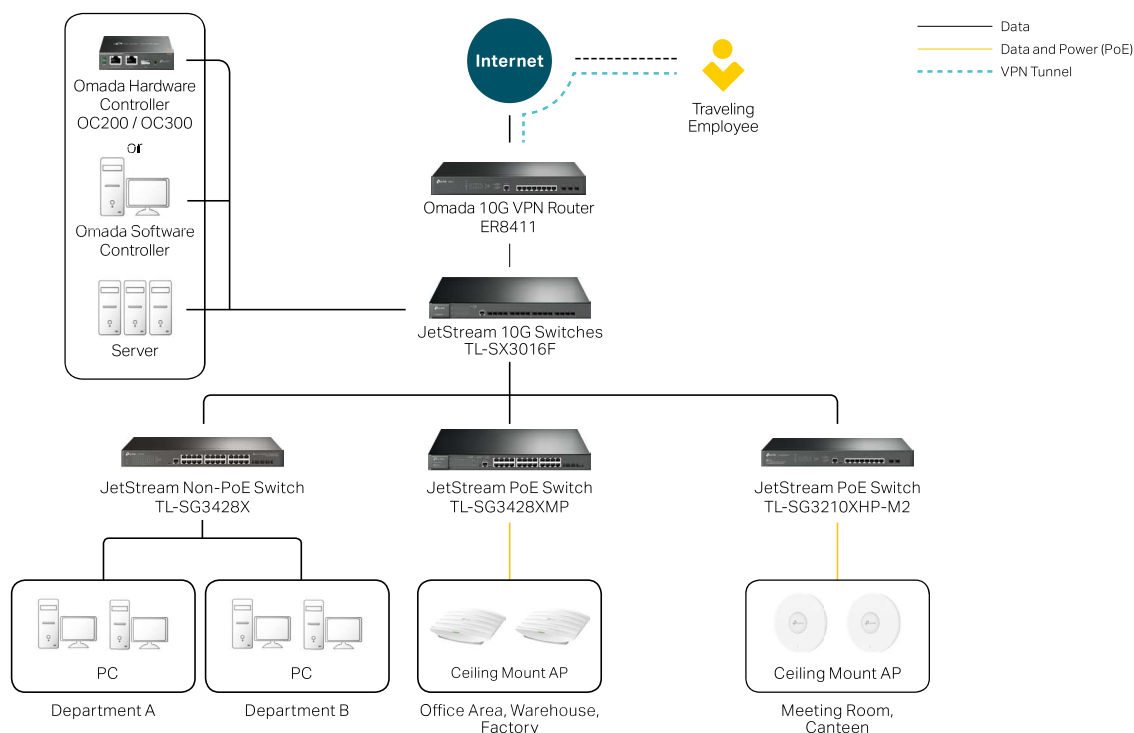 Data
Data and Power (PoE)
VPN Tunnel
Internet
Traveling
Employee
Omada Hardware
Controller
OC200 / OC300
or
Omada Software
Controller
Server
Omada 10G VPN Router
ER8411
JetStream 10G Switches
TL-SX3016F
JetStream Non-PoE Switch
TL-SG3428X
JetStream PoE Switch
TL-SG3428XMP
JetStream PoE Switch
TL-SG3210XHP-M2
PC
PC
Ceiling Mount AP
Ceiling Mount AP
Department A
Department B
Office Area, Warehouse,
Factory
Meeting Room,
Canteen